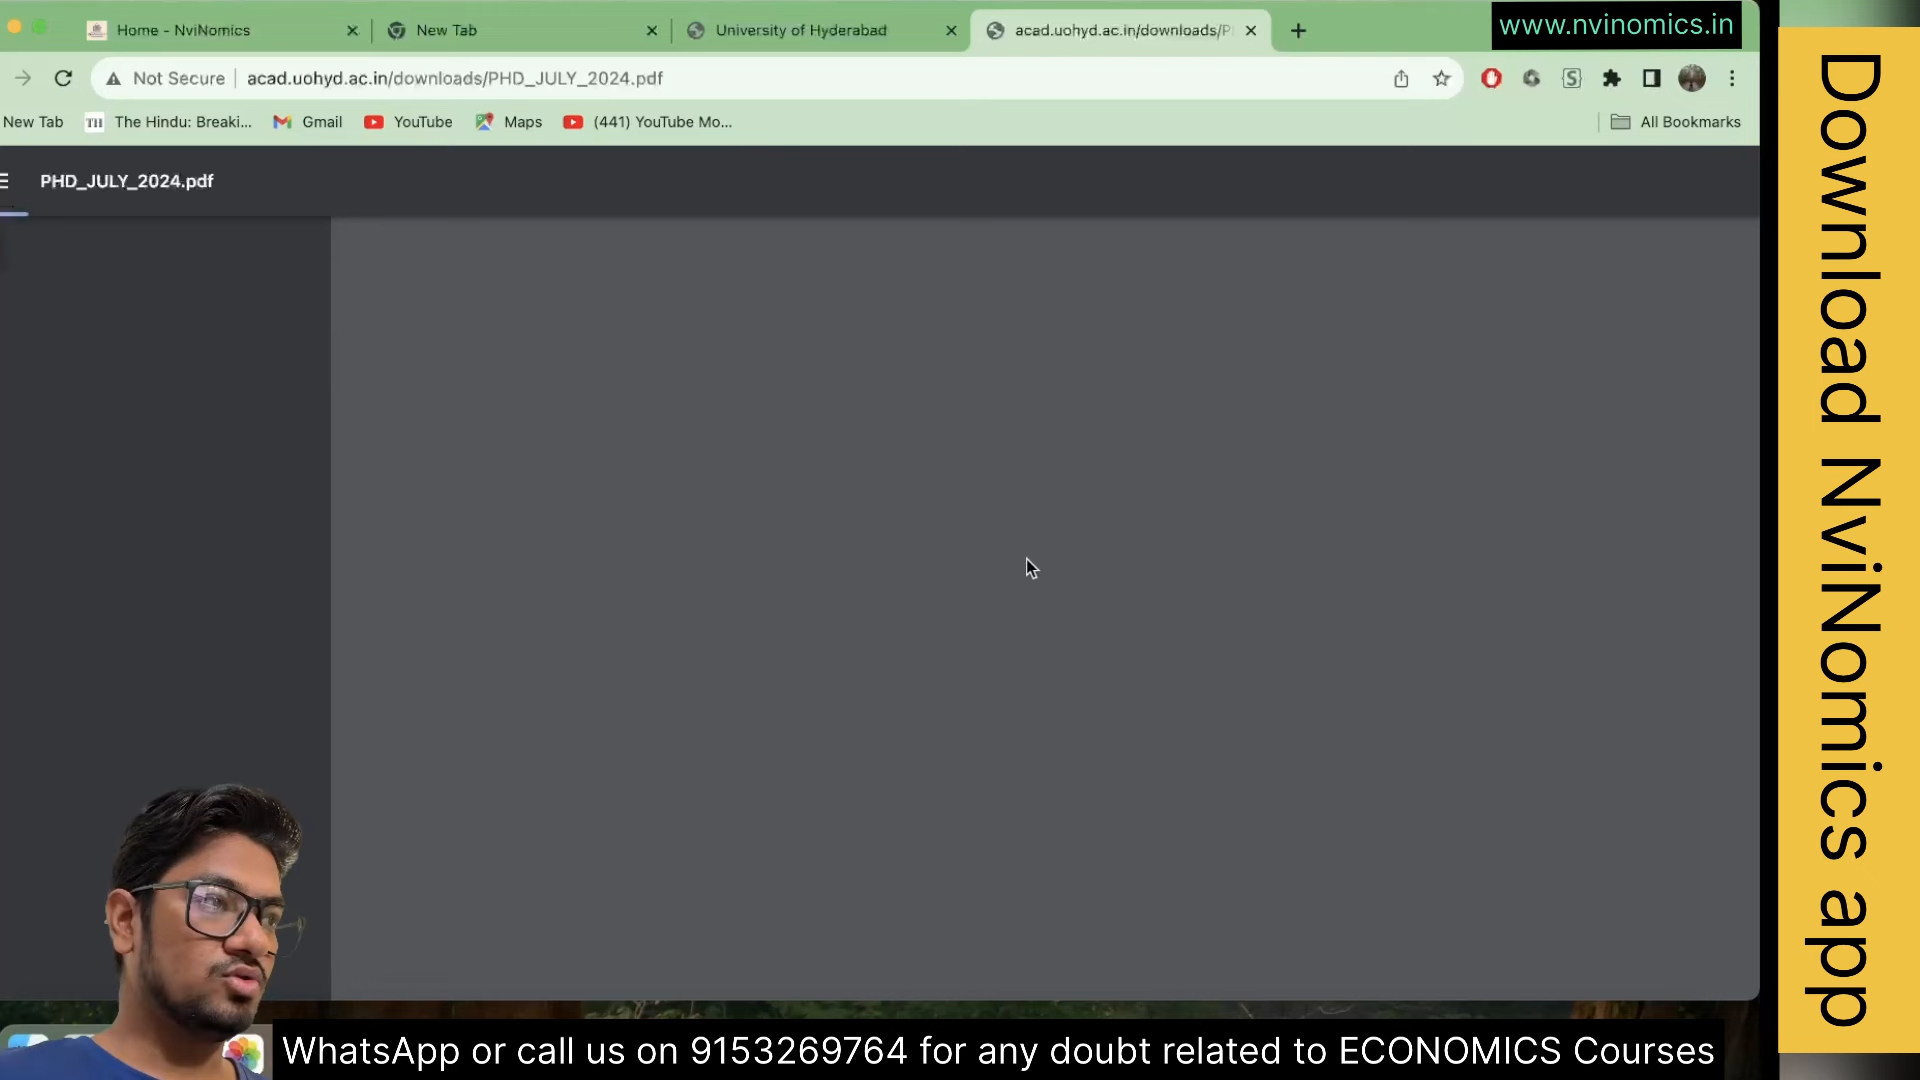 Home - NviNomics
New Tab
University of Hyderabad
acad.uohyd.ac.in/downloads/P
www.nvinomics.in
Not Secure
acad.uohyd.ac.in/downloads/PHD_JULY_2024.pdf
New Tab
TH
The Hindu: Breaki...
Gmail
YouTube
Maps
(441) YouTube Mo...
All Bookmarks
PHD_JULY_2024.pdf
Download NviNomics app
WhatsApp or call us on 9153269764 for any doubt related to ECONOMICS Courses